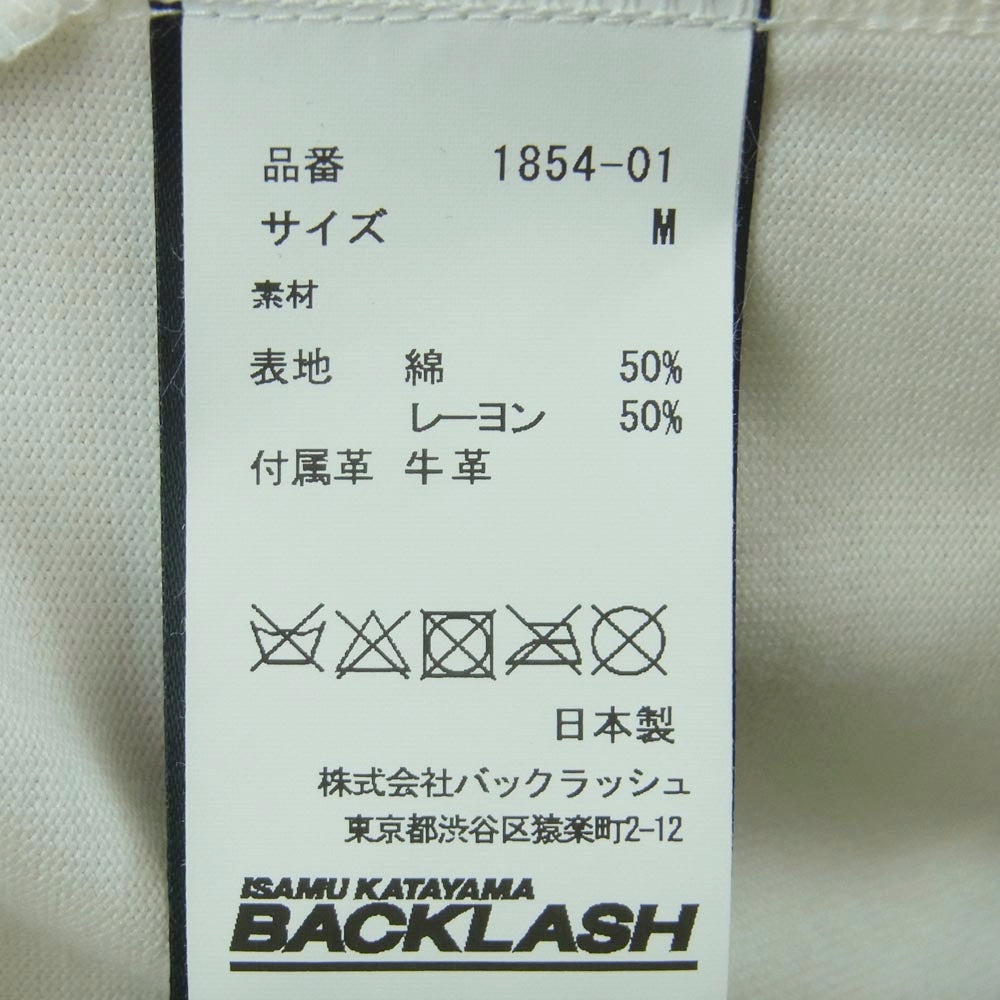 品番 1854-01
サイズ M
素材
表地 綿 50%
レーヨン 50%
付属革 牛革
日本製
株式会社バックラッシュ
東京都渋谷区猿楽町2-12
ISAMU KATAYAMA
BACKLASH